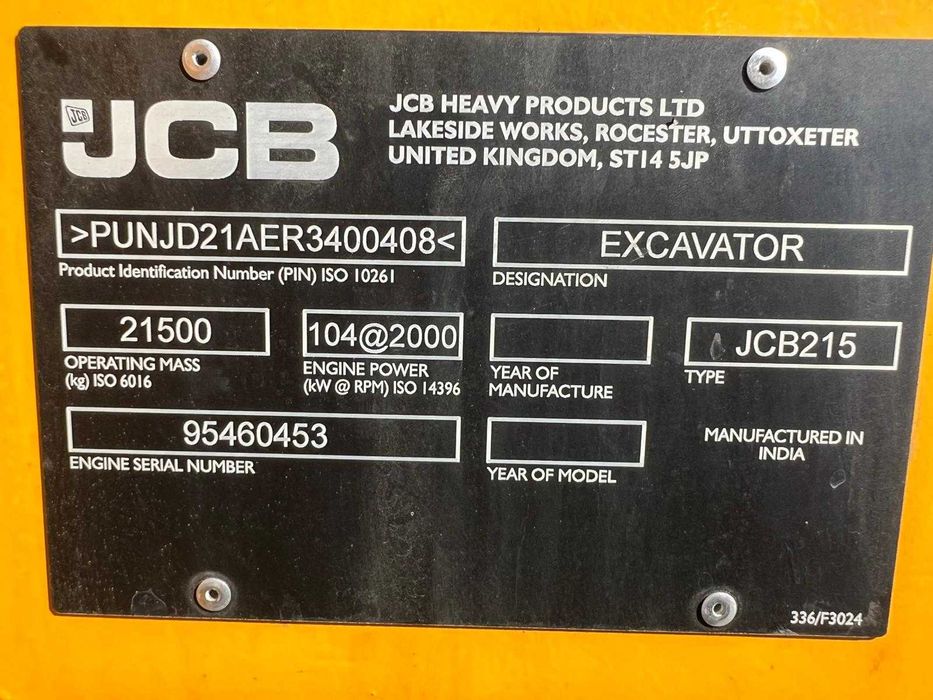 JCB
JCB
JCB HEAVY PRODUCTS LTD
LAKESIDE WORKS, ROCESTER, UTTOXETER
UNITED KINGDOM, ST14 5JP
>PUNJD21AER3400408<
Product Identification Number (PIN) ISO 10261
EXCAVATOR
DESIGNATION
21500
OPERATING MASS
(kg) ISO 6016
104@2000
ENGINE POWER
(kW @ RPM) ISO 14396
YEAR OF
MANUFACTURE
JCB215
TYPE
95460453
ENGINE SERIAL NUMBER
YEAR OF MODEL
MANUFACTURED IN
INDIA
336/F3024